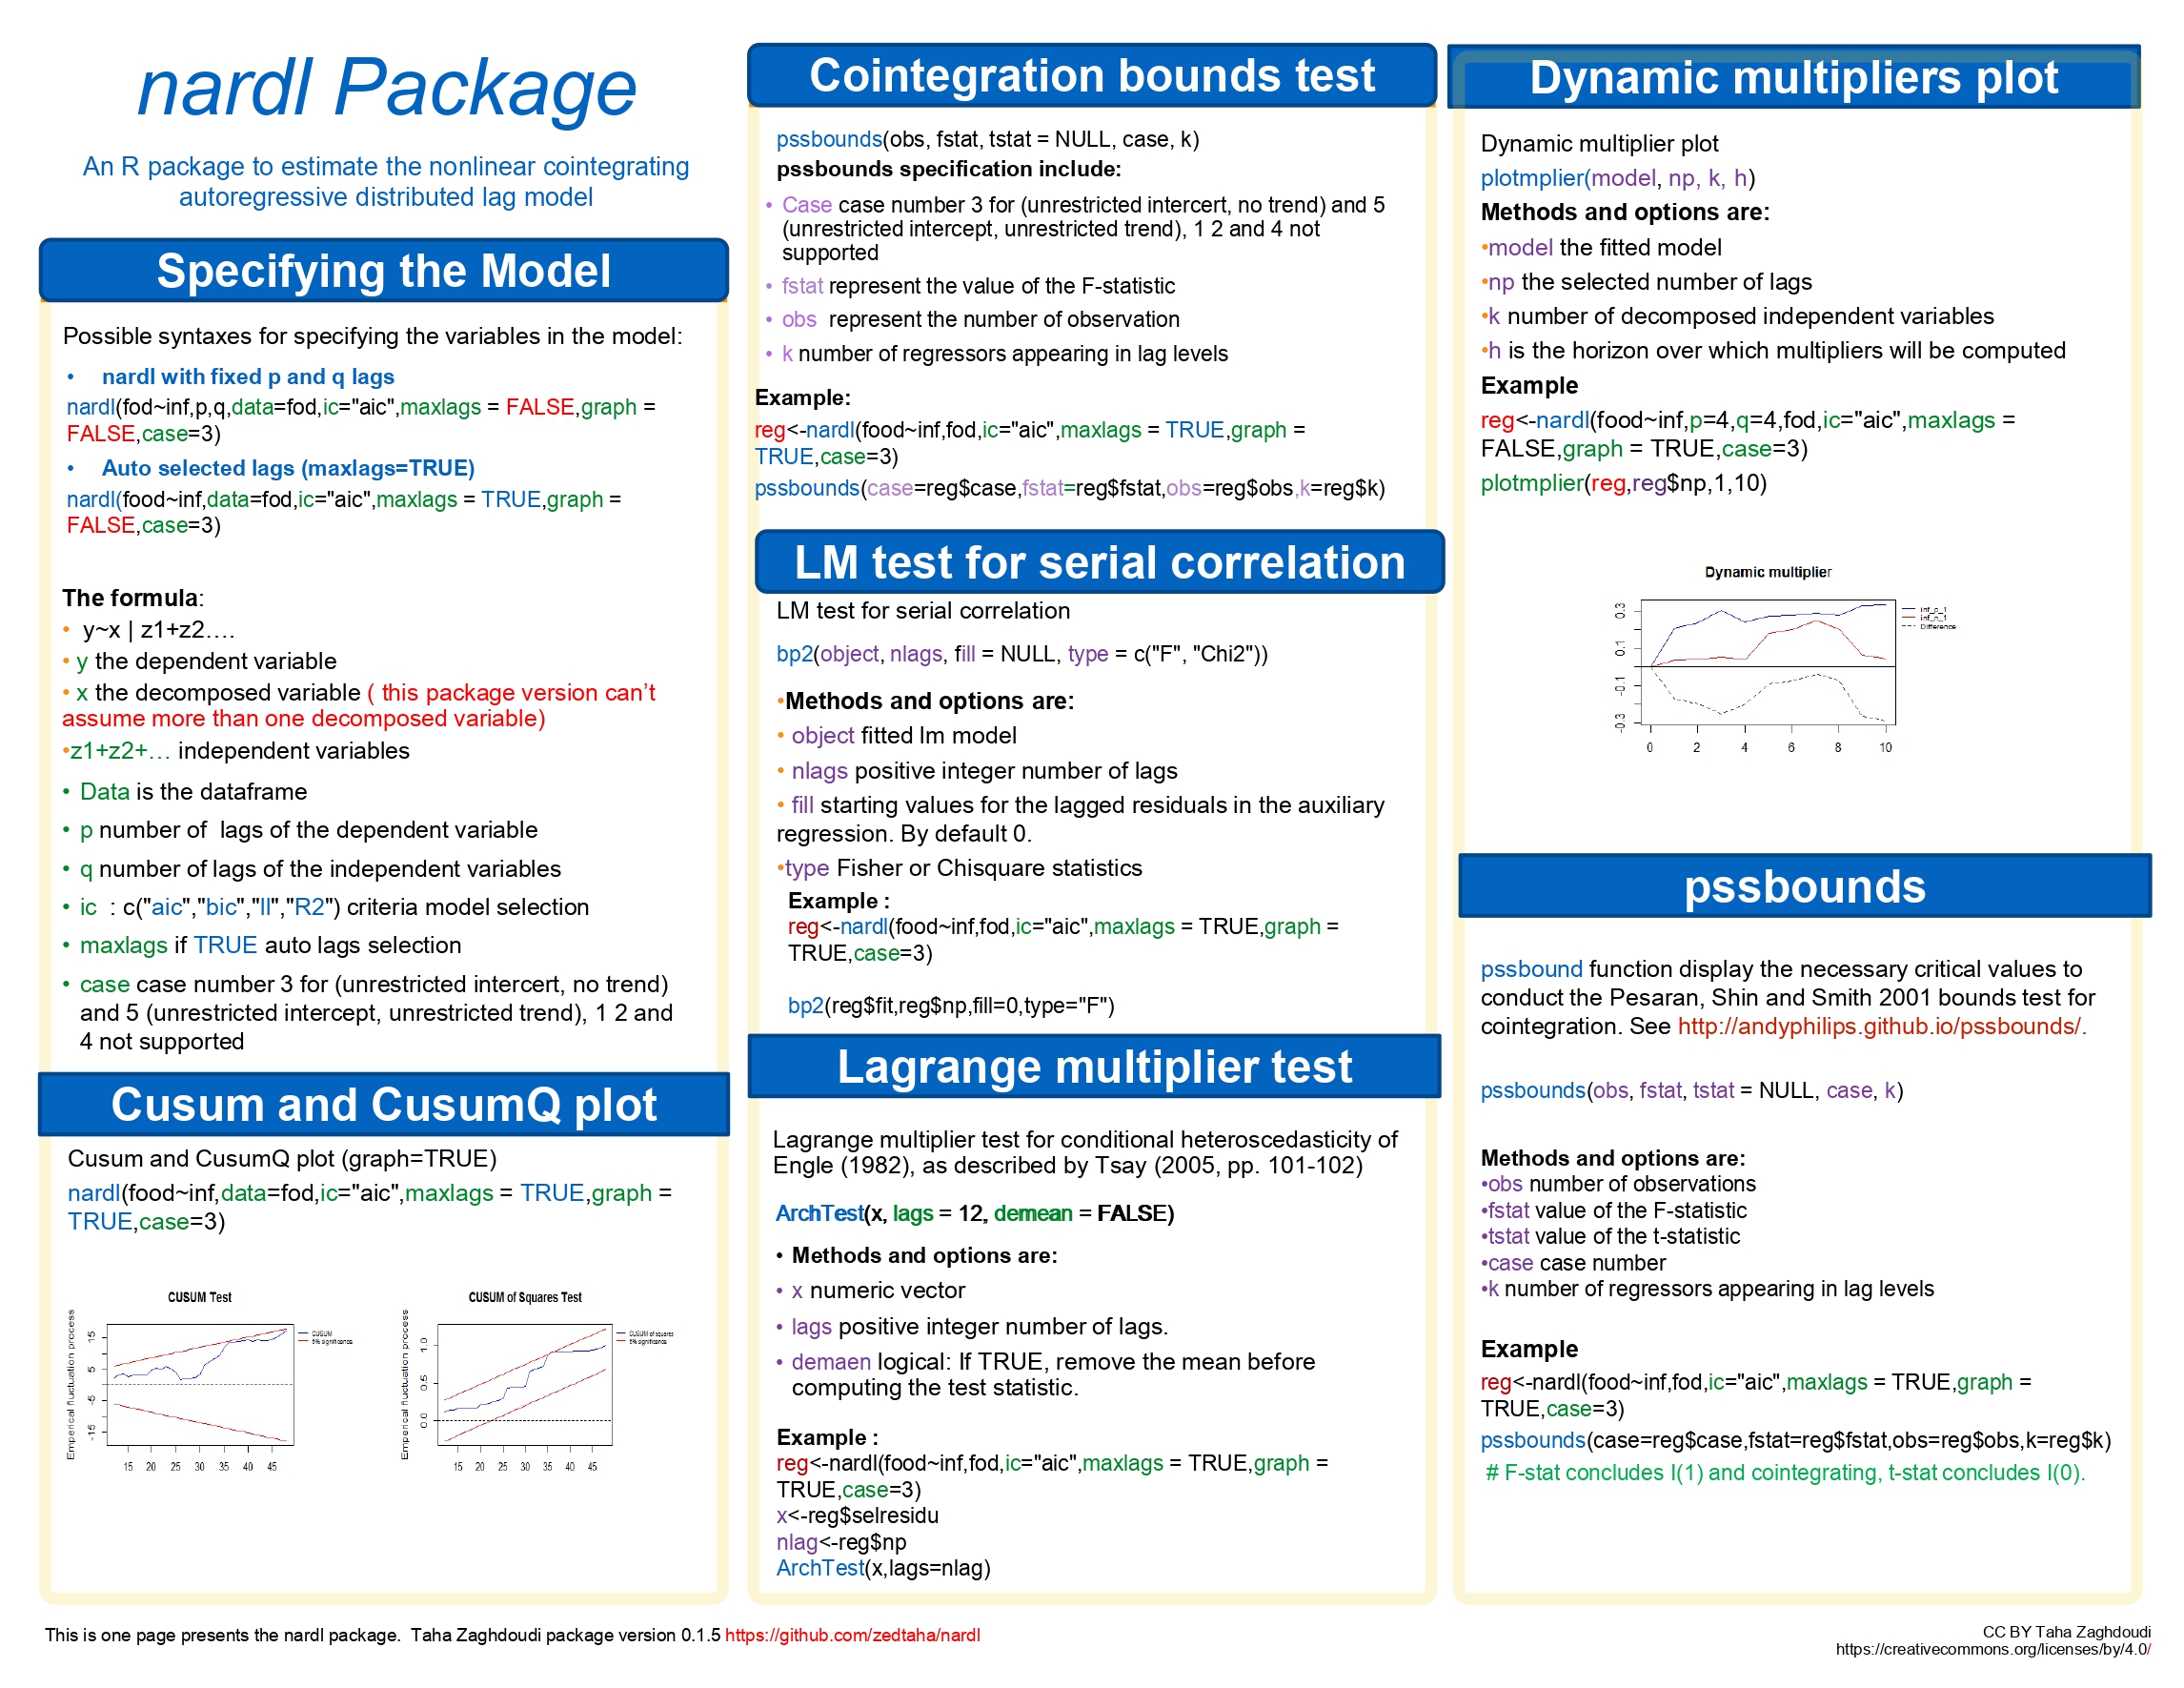 nardl Package
An R package to estimate the nonlinear cointegrating
autoregressive distributed lag model
Specifying the Model
Possible syntaxes for specifying the variables in the model:
• nardl with fixed p and q lags
nardl(fod~inf,p,q,data=fod,ic="aic",maxlags = FALSE,graph =
FALSE,case=3)
• Auto selected lags (maxlags=TRUE)
nardl(food~inf,data=fod,ic="aic",maxlags = TRUE,graph =
FALSE,case=3)
The formula:
• y~x | z1+z2….
• y the dependent variable
• x the decomposed variable ( this package version can't
assume more than one decomposed variable)
•z1+z2+… independent variables
• Data is the dataframe
• p number of lags of the dependent variable
• q number of lags of the independent variables
• ic : c("aic","bic","ll","R2") criteria model selection
• maxlags if TRUE auto lags selection
• case case number 3 for (unrestricted intercert, no trend)
and 5 (unrestricted intercept, unrestricted trend), 1 2 and
4 not supported
Cusum and CusumQ plot
Cusum and CusumQ plot (graph=TRUE)
nardl(food~inf,data=fod,ic="aic",maxlags = TRUE,graph =
TRUE,case=3)
CUSUM Test
Emperical fluctuation process
15
5
-5
-15
15 20 25 30 35 40 45
CUSUM
5% significance
CUSUM of Squares Test
Emperical fluctuation process
1.0
0.5
0.0
15 20 25 30 35 40 45
CUSUM of squares
5% significance
Cointegration bounds test
pssbounds(obs, fstat, tstat = NULL, case, k)
pssbounds specification include:
• Case case number 3 for (unrestricted intercert, no trend) and 5
(unrestricted intercept, unrestricted trend), 1 2 and 4 not
supported
• fstat represent the value of the F-statistic
• obs represent the number of observation
• k number of regressors appearing in lag levels
Example:
reg<-nardl(food~inf,fod,ic="aic",maxlags = TRUE,graph =
TRUE,case=3)
pssbounds(case=reg$case,fstat=reg$fstat,obs=reg$obs,k=reg$k)
LM test for serial correlation
LM test for serial correlation
bp2(object, nlags, fill = NULL, type = c("F", "Chi2"))
•Methods and options are:
• object fitted lm model
• nlags positive integer number of lags
• fill starting values for the lagged residuals in the auxiliary
regression. By default 0.
•type Fisher or Chisquare statistics
Example :
reg<-nardl(food~inf,fod,ic="aic",maxlags = TRUE,graph =
TRUE,case=3)
bp2(reg$fit,reg$np,fill=0,type="F")
Lagrange multiplier test
Lagrange multiplier test for conditional heteroscedasticity of
Engle (1982), as described by Tsay (2005, pp. 101-102)
ArchTest(x, lags = 12, demean = FALSE)
• Methods and options are:
• x numeric vector
• lags positive integer number of lags.
• demaen logical: If TRUE, remove the mean before
computing the test statistic.
Example :
reg<-nardl(food~inf,fod,ic="aic",maxlags = TRUE,graph =
TRUE,case=3)
x<-reg$selresidu
nlag<-reg$np
ArchTest(x,lags=nlag)
Dynamic multipliers plot
Dynamic multiplier plot
plotmplier(model, np, k, h)
Methods and options are:
•model the fitted model
•np the selected number of lags
•k number of decomposed independent variables
•h is the horizon over which multipliers will be computed
Example
reg<-nardl(food~inf,p=4,q=4,fod,ic="aic",maxlags =
FALSE,graph = TRUE,case=3)
plotmplier(reg,reg$np,1,10)
Dynamic multiplier
0.3
0.1
-0.1
-0.3
0 2 4 6 8 10
inf_p_1
inf_n_1
Difference
pssbounds
pssbound function display the necessary critical values to
conduct the Pesaran, Shin and Smith 2001 bounds test for
cointegration. See http://andyphilips.github.io/pssbounds/.
pssbounds(obs, fstat, tstat = NULL, case, k)
Methods and options are:
•obs number of observations
•fstat value of the F-statistic
•tstat value of the t-statistic
•case case number
•k number of regressors appearing in lag levels
Example
reg<-nardl(food~inf,fod,ic="aic",maxlags = TRUE,graph =
TRUE,case=3)
pssbounds(case=reg$case,fstat=reg$fstat,obs=reg$obs,k=reg$k)
# F-stat concludes I(1) and cointegrating, t-stat concludes I(0).
This is one page presents the nardl package. Taha Zaghdoudi package version 0.1.5 https://github.com/zedtaha/nardl
CC BY Taha Zaghdoudi
https://creativecommons.org/licenses/by/4.0/